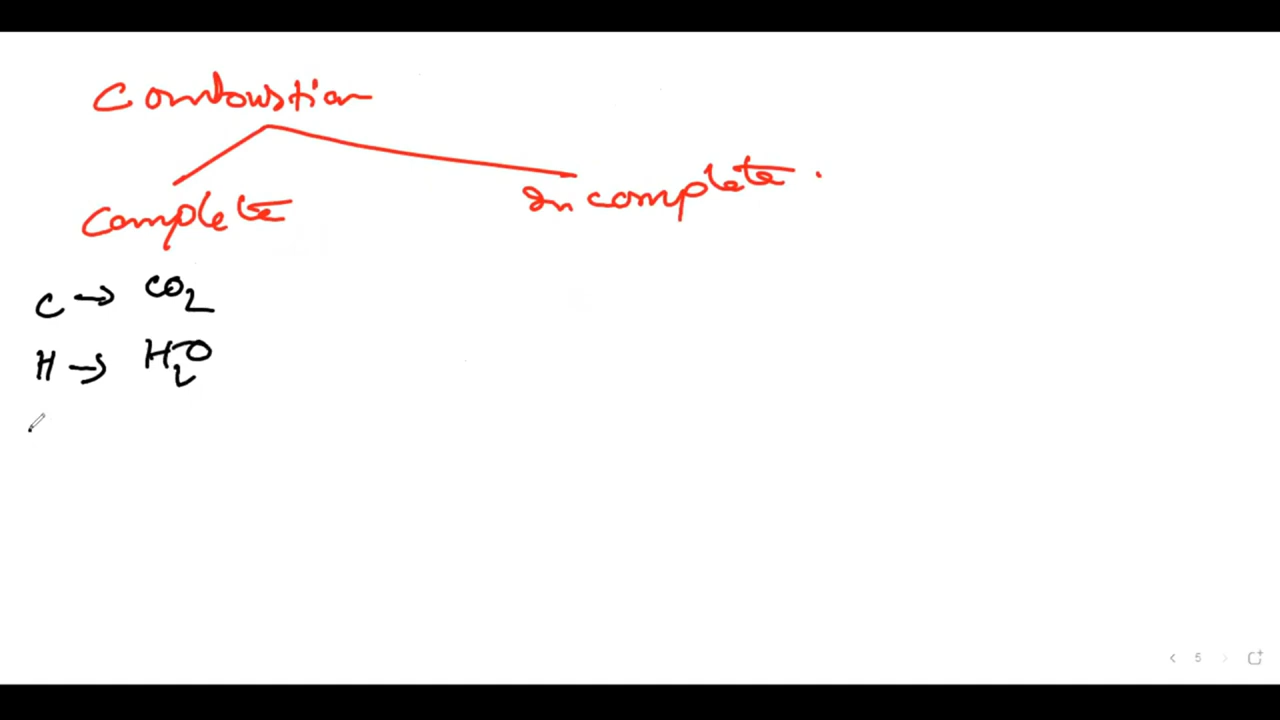 Combustion
Complete Incomplete.
C → CO2
H → H2O
5